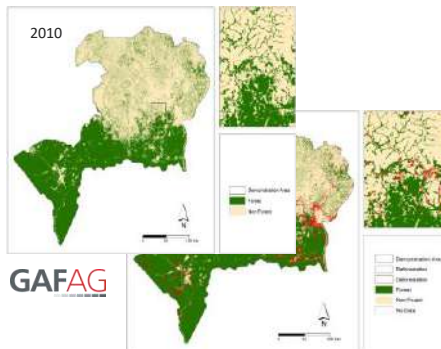 2010
Demonstration Area
Forest
Non Forest
N
GAFAG
Demonstration Area
Deforestation
Forest
Non Forest
No Data
N